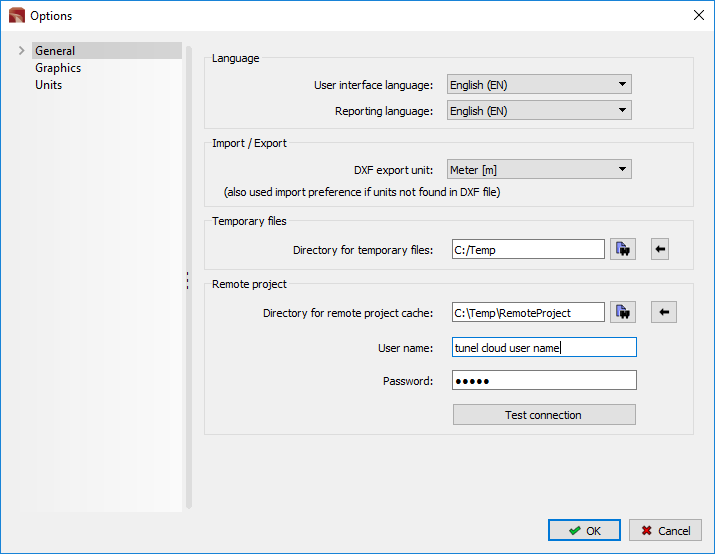 Options
General
Graphics
Units
Language
User interface language: English (EN)
Reporting language: English (EN)
Import / Export
DXF export unit: Meter [m]
(also used import preference if units not found in DXF file)
Temporary files
Directory for temporary files: C:/Temp
Remote project
Directory for remote project cache: C:\Temp\RemoteProject
User name: tunel cloud user name
Password: ●●●●●
Test connection
OK Cancel